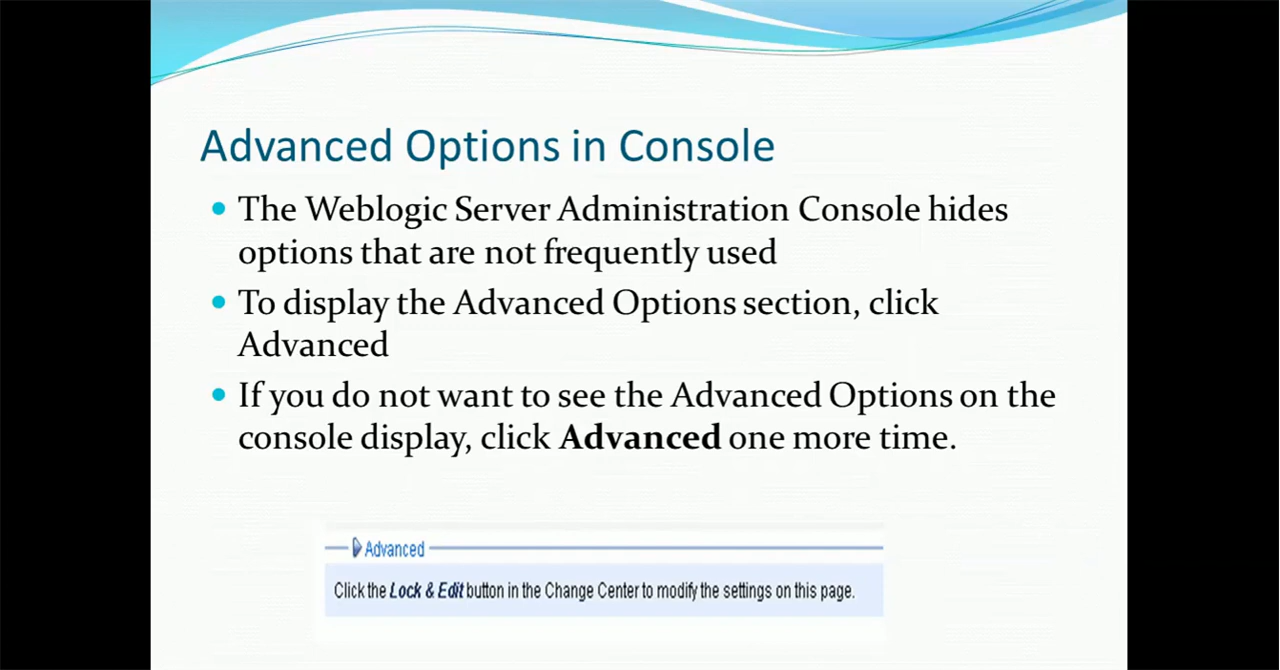 Advanced Options in Console
The Weblogic Server Administration Console hides
options that are not frequently used
To display the Advanced Options section, click
Advanced
If you do not want to see the Advanced Options on the
console display, click Advanced one more time.
Advanced
Click the Lock & Edit button in the Change Center to modify the settings on this page.